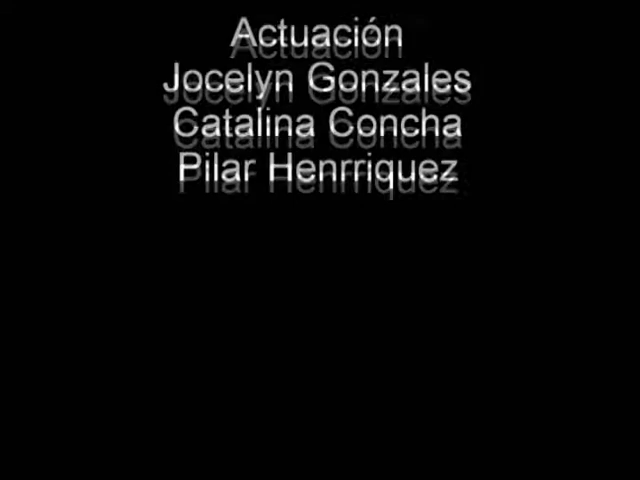 Actuación
Jocelyn Gonzales
Catalina Concha
Pilar Henrriquez